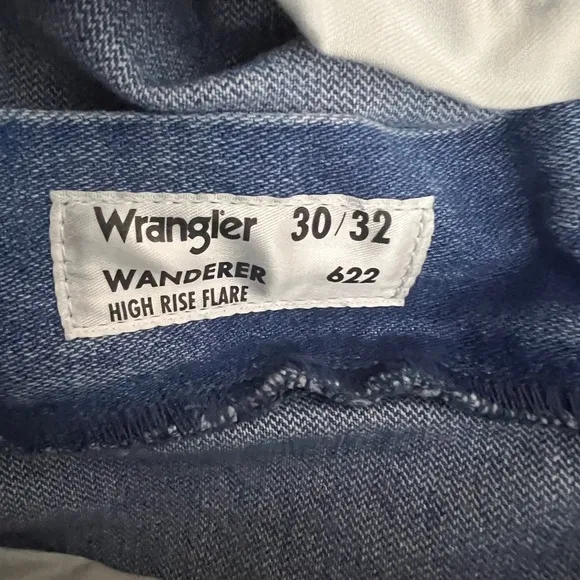 Wrangler 30/32
WANDERER 622
HIGH RISE FLARE